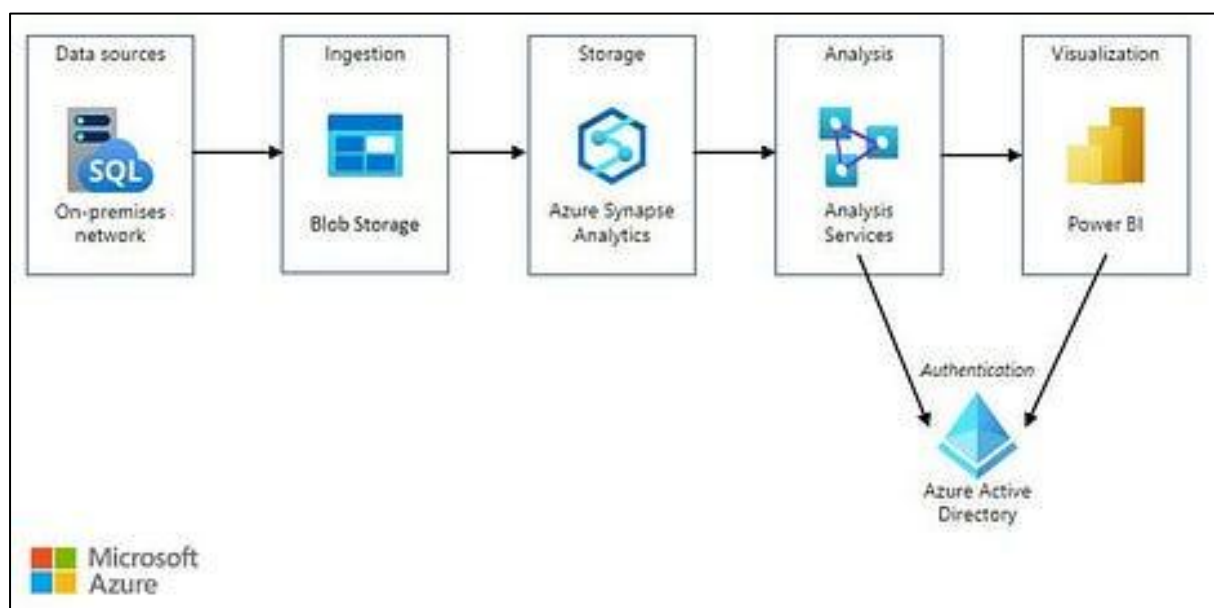 Data sources
Ingestion
Storage
Analysis
Visualization
SQL
On-premises
network
Blob Storage
Azure Synapse
Analytics
Analysis
Services
Power BI
Authentication
Azure Active
Directory
Microsoft
Azure